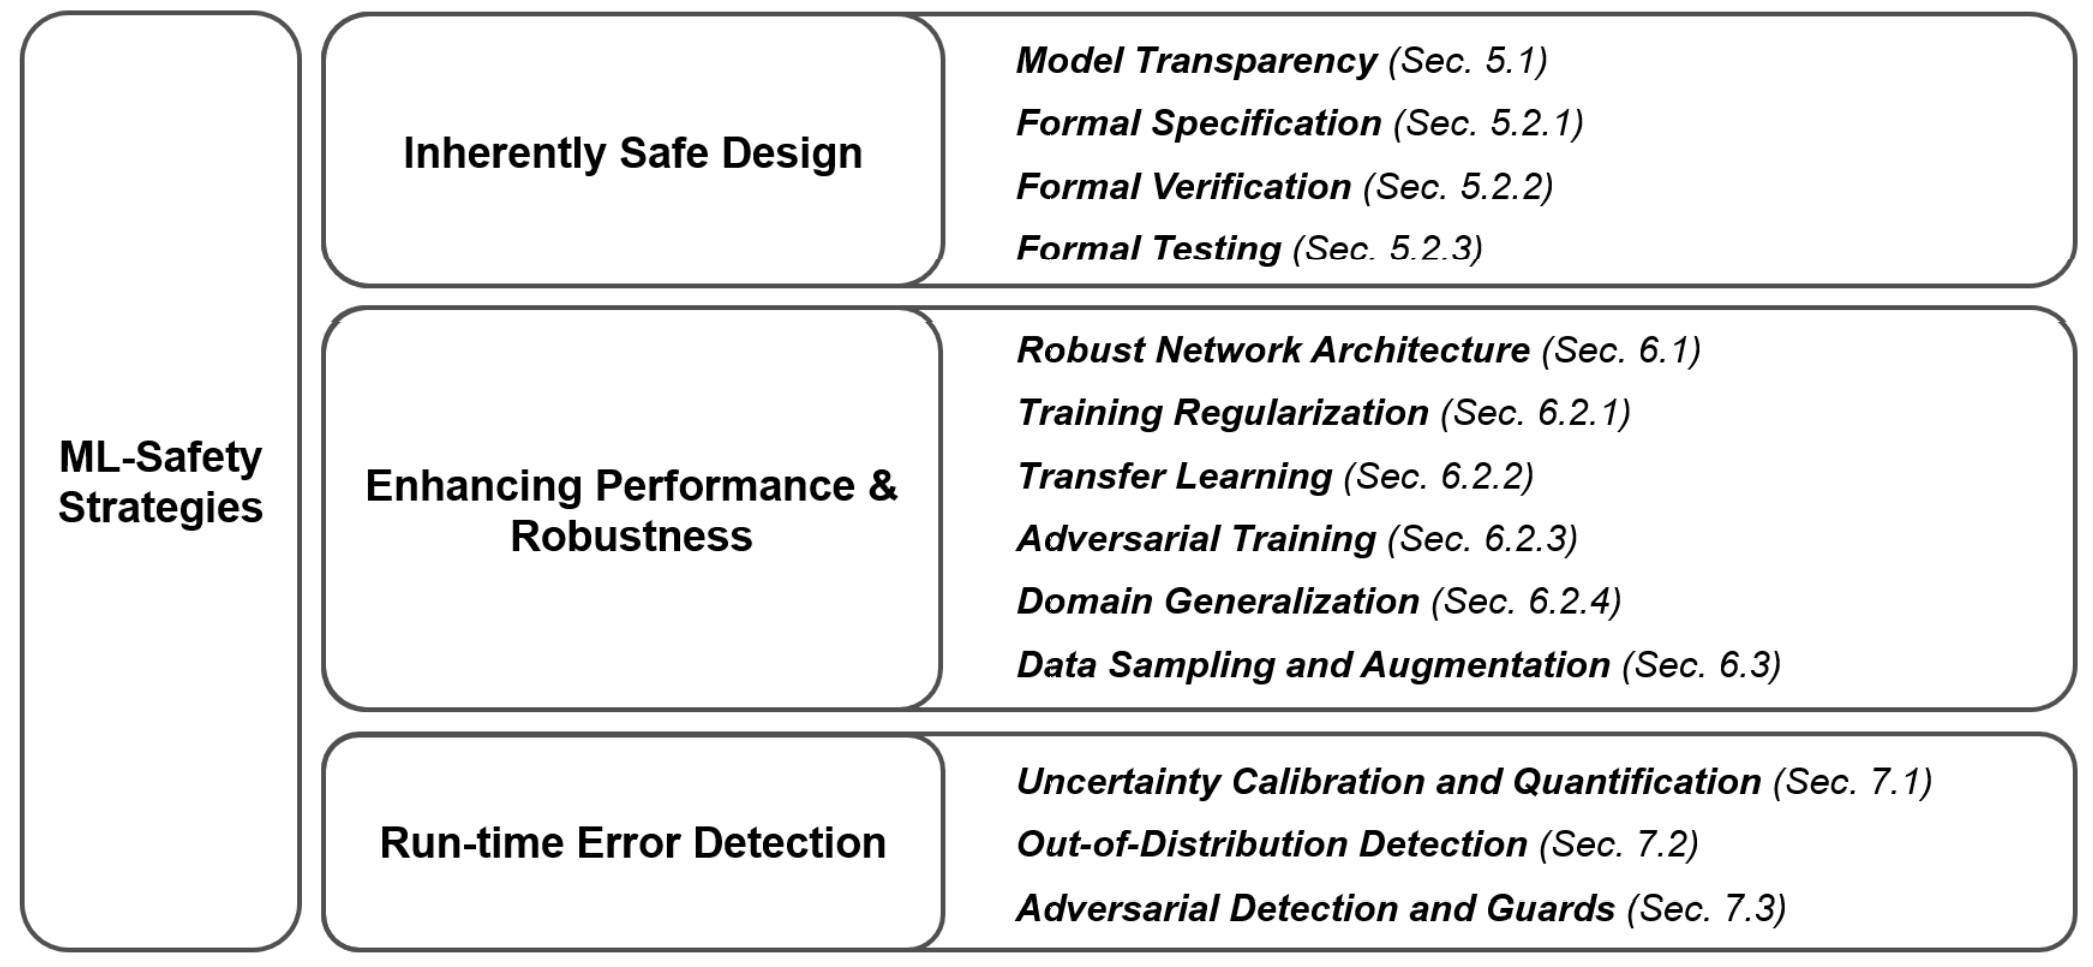 ML-Safety
Strategies
Inherently Safe Design
Model Transparency (Sec. 5.1)
Formal Specification (Sec. 5.2.1)
Formal Verification (Sec. 5.2.2)
Formal Testing (Sec. 5.2.3)
Enhancing Performance &
Robustness
Robust Network Architecture (Sec. 6.1)
Training Regularization (Sec. 6.2.1)
Transfer Learning (Sec. 6.2.2)
Adversarial Training (Sec. 6.2.3)
Domain Generalization (Sec. 6.2.4)
Data Sampling and Augmentation (Sec. 6.3)
Run-time Error Detection
Uncertainty Calibration and Quantification (Sec. 7.1)
Out-of-Distribution Detection (Sec. 7.2)
Adversarial Detection and Guards (Sec. 7.3)